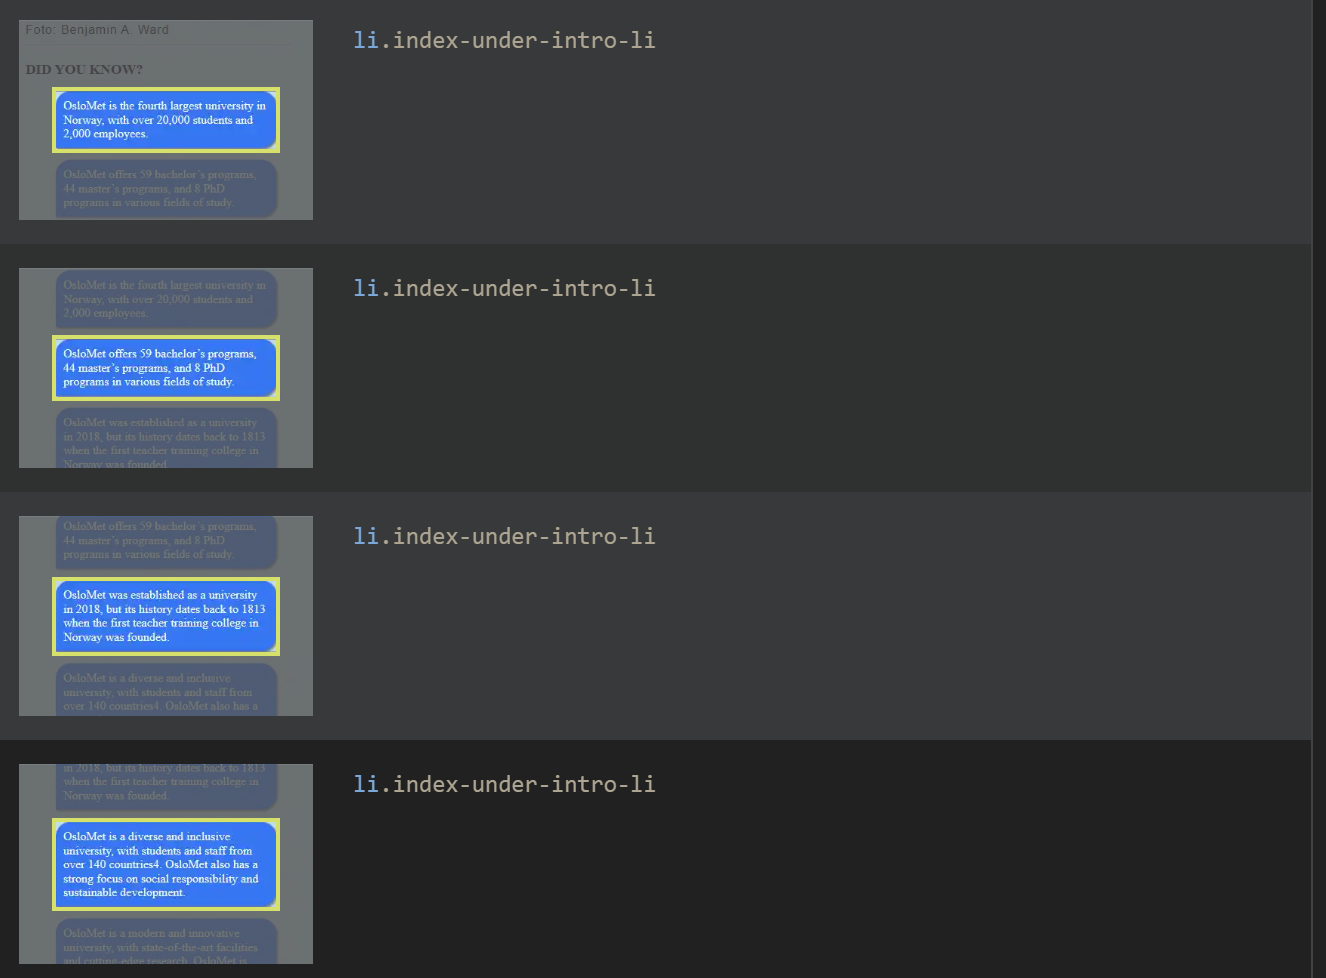 Foto: Benjamin A. Ward
DID YOU KNOW?
OsloMet is the fourth largest university in
Norway, with over 20,000 students and
2,000 employees.
OsloMet offers 59 bachelor's programs,
44 master's programs, and 8 PhD
programs in various fields of study.
li.index-under-intro-li
OsloMet is the fourth largest university in
Norway, with over 20,000 students and
2,000 employees.
OsloMet offers 59 bachelor's programs,
44 master's programs, and 8 PhD
programs in various fields of study.
OsloMet was established as a university
in 2018, but its history dates back to 1813
when the first teacher training college in
Norway was founded.
li.index-under-intro-li
OsloMet offers 59 bachelor's programs,
44 master's programs, and 8 PhD
programs in various fields of study.
OsloMet was established as a university
in 2018, but its history dates back to 1813
when the first teacher training college in
Norway was founded.
OsloMet is a diverse and inclusive
university, with students and staff from
over 140 countries4. OsloMet also has a
li.index-under-intro-li
in 2018, but its history dates back to 1813
when the first teacher training college in
Norway was founded.
OsloMet is a diverse and inclusive
university, with students and staff from
over 140 countries4. OsloMet also has a
strong focus on social responsibility and
sustainable development.
OsloMet is a modern and innovative
university, with state-of-the-art facilities
and cutting-edge research. OsloMet is
li.index-under-intro-li